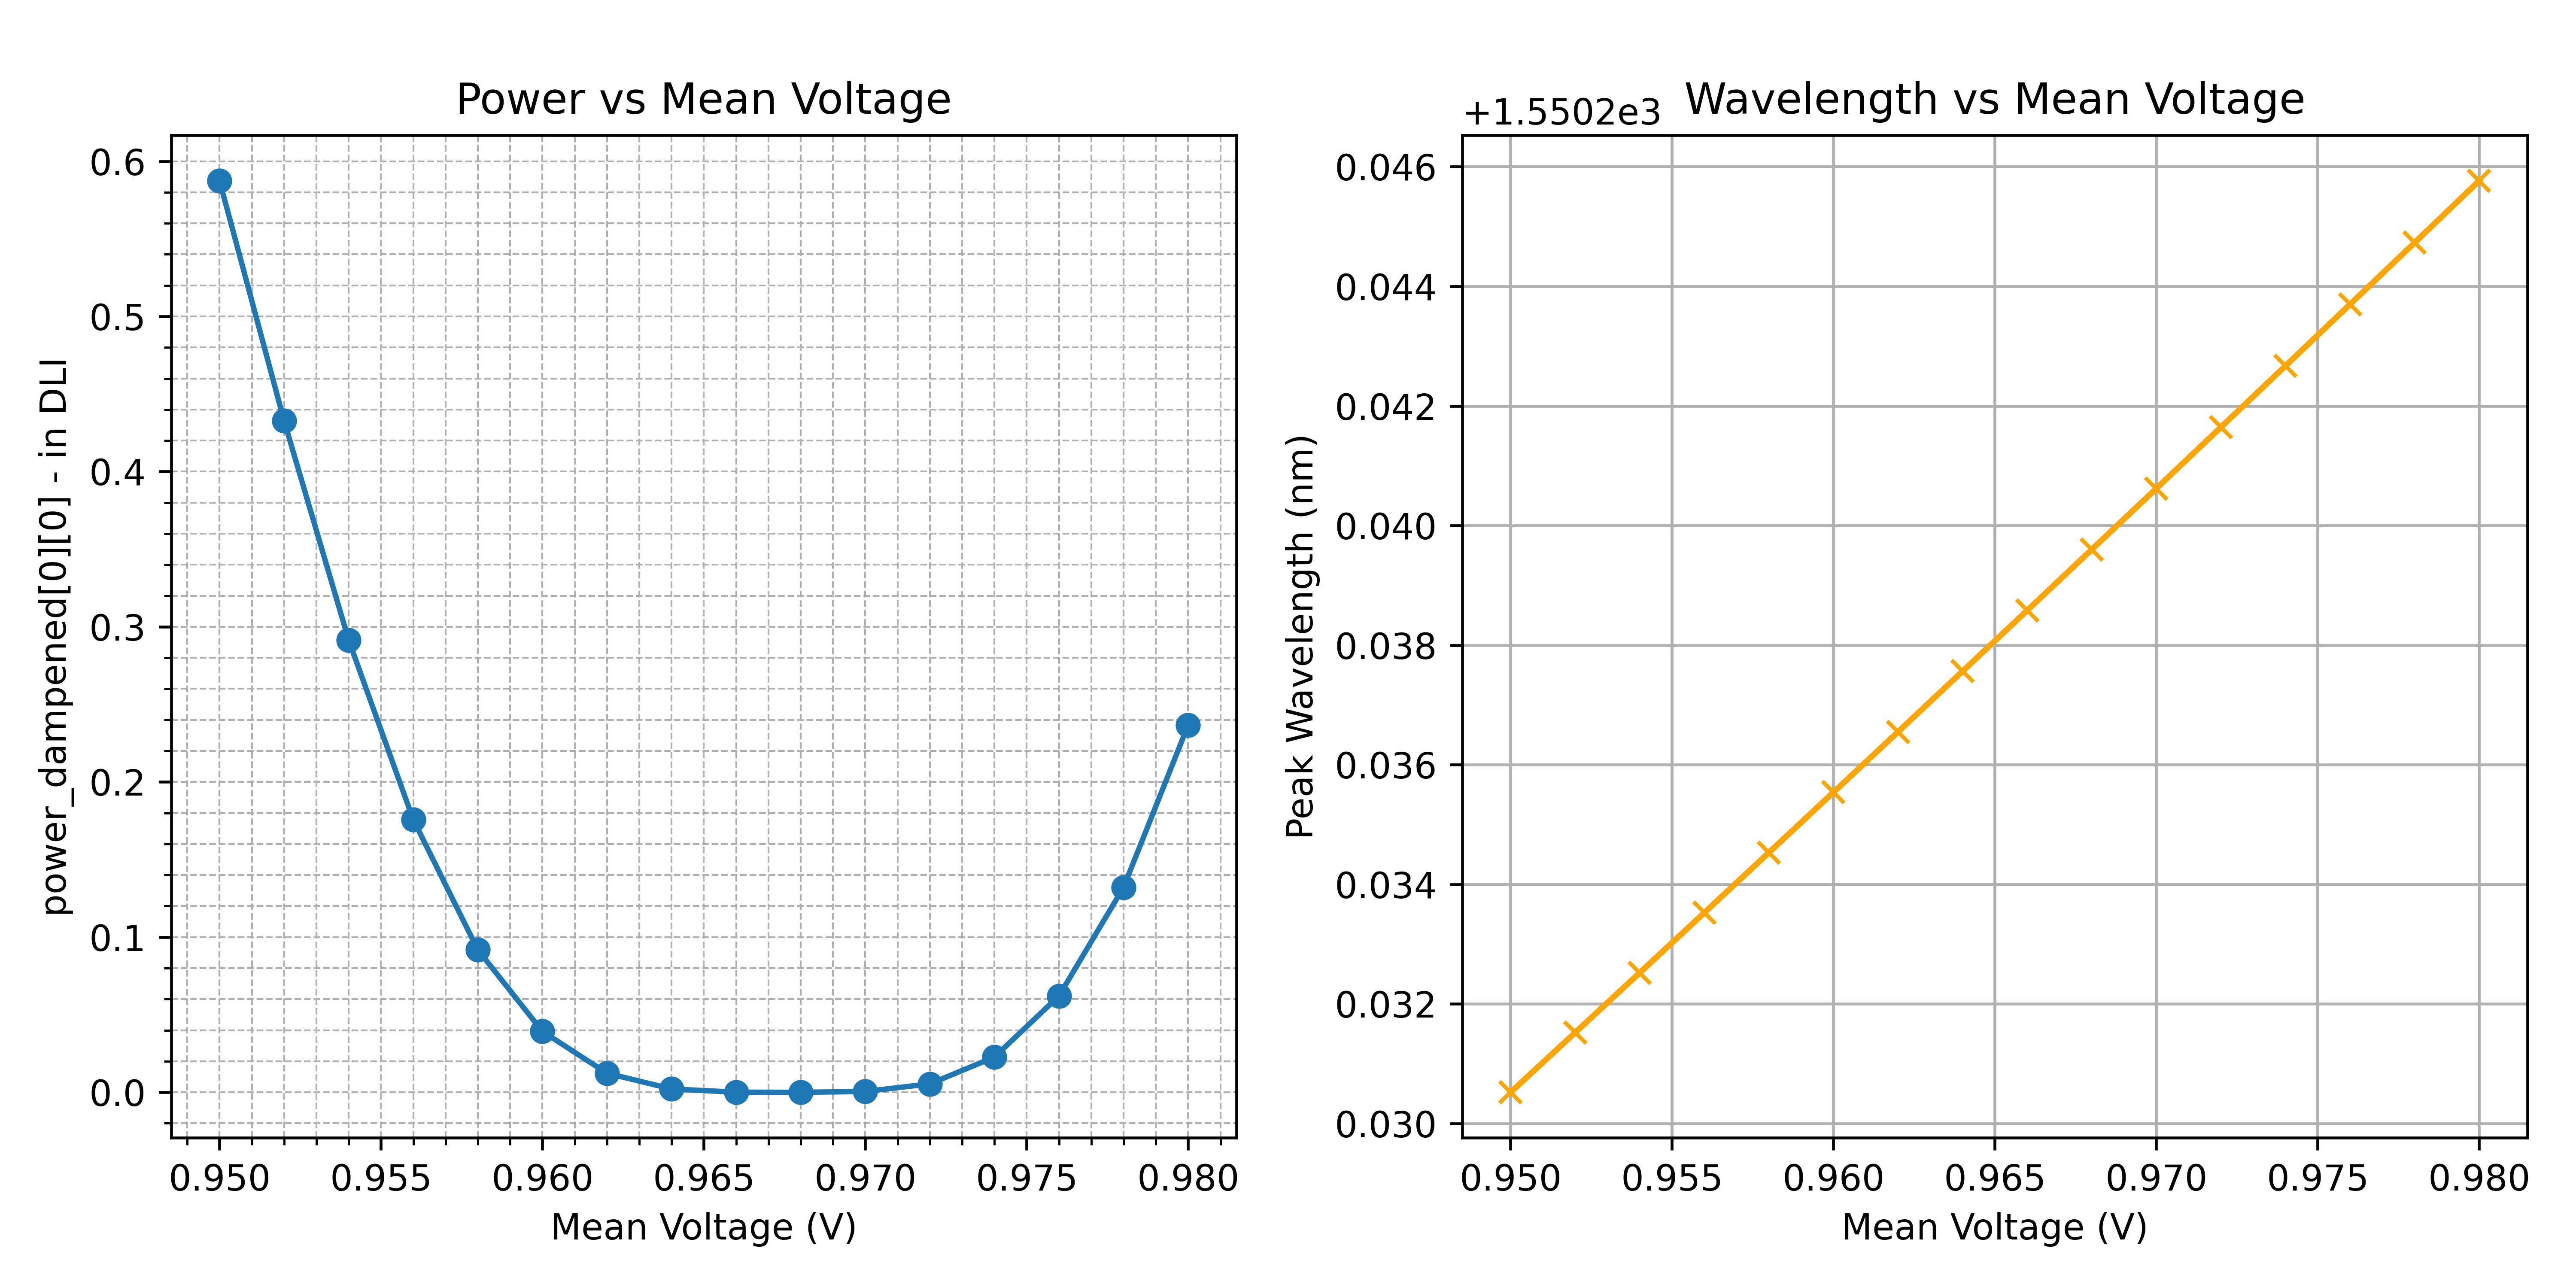 Power vs Mean Voltage
0.6
0.5
0.4
0.3
0.2
0.1
0.0
power_dampened[0][0] - in DLI
0.950 0.955 0.960 0.965 0.970 0.975 0.980
Mean Voltage (V)
+1.5502e3 Wavelength vs Mean Voltage
0.046
0.044
0.042
0.040
0.038
0.036
0.034
0.032
0.030
Peak Wavelength (nm)
0.950 0.955 0.960 0.965 0.970 0.975 0.980
Mean Voltage (V)